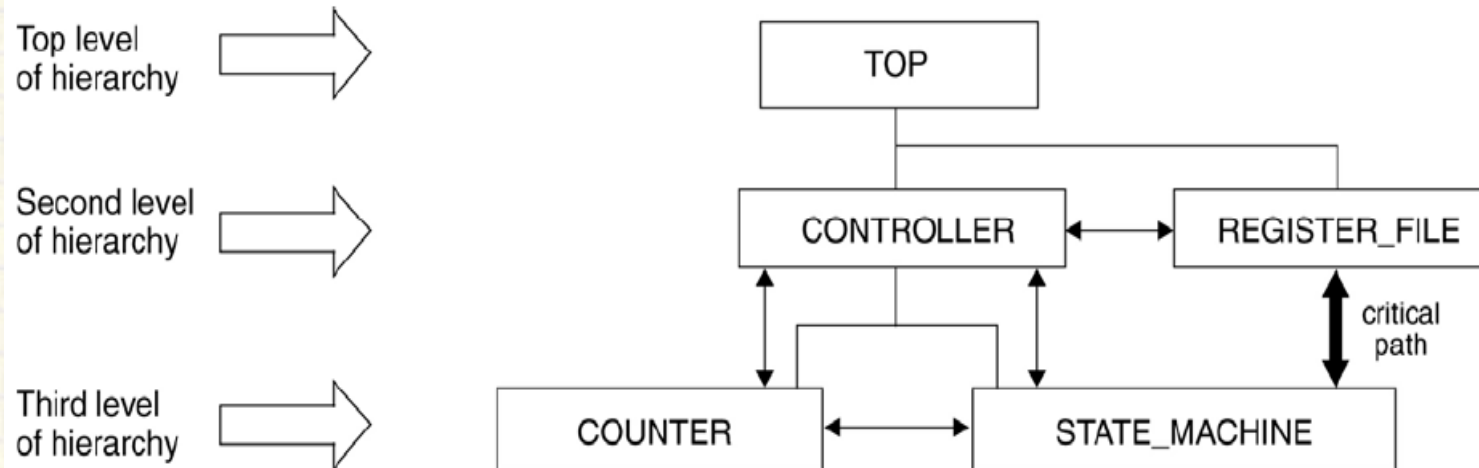 Top level
of hierarchy
TOP
Second level
of hierarchy
CONTROLLER
REGISTER_FILE
critical
path
Third level
of hierarchy
COUNTER
STATE_MACHINE